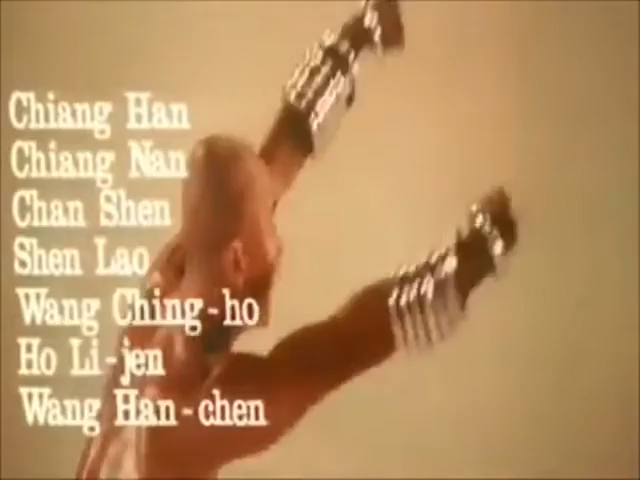 Chiang Han
Chiang Nan
Chan Shen
Shen Lao
Wang Ching-ho
Ho Li-jen
Wang Han-chen